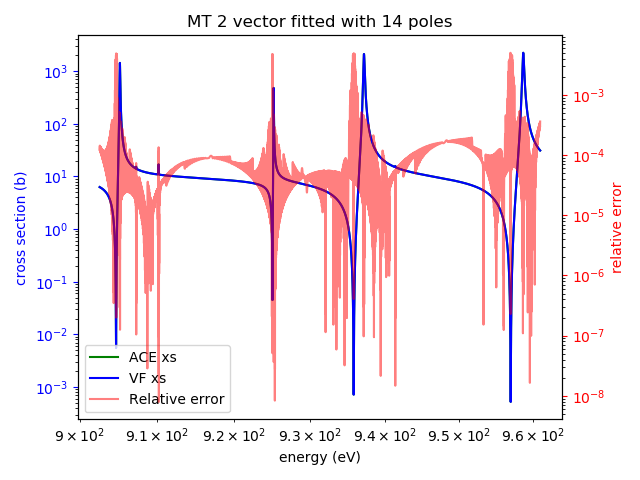 MT 2 vector fitted with 14 poles
cross section (b)
10³
10²
10¹
10⁰
10⁻¹
10⁻²
10⁻³
10⁻³
10⁻⁴
10⁻⁵
10⁻⁶
10⁻⁷
10⁻⁸
relative error
ACE xs
VF xs
Relative error
9 × 10² 9.1 × 10² 9.2 × 10² 9.3 × 10² 9.4 × 10² 9.5 × 10² 9.6 × 10²
energy (eV)